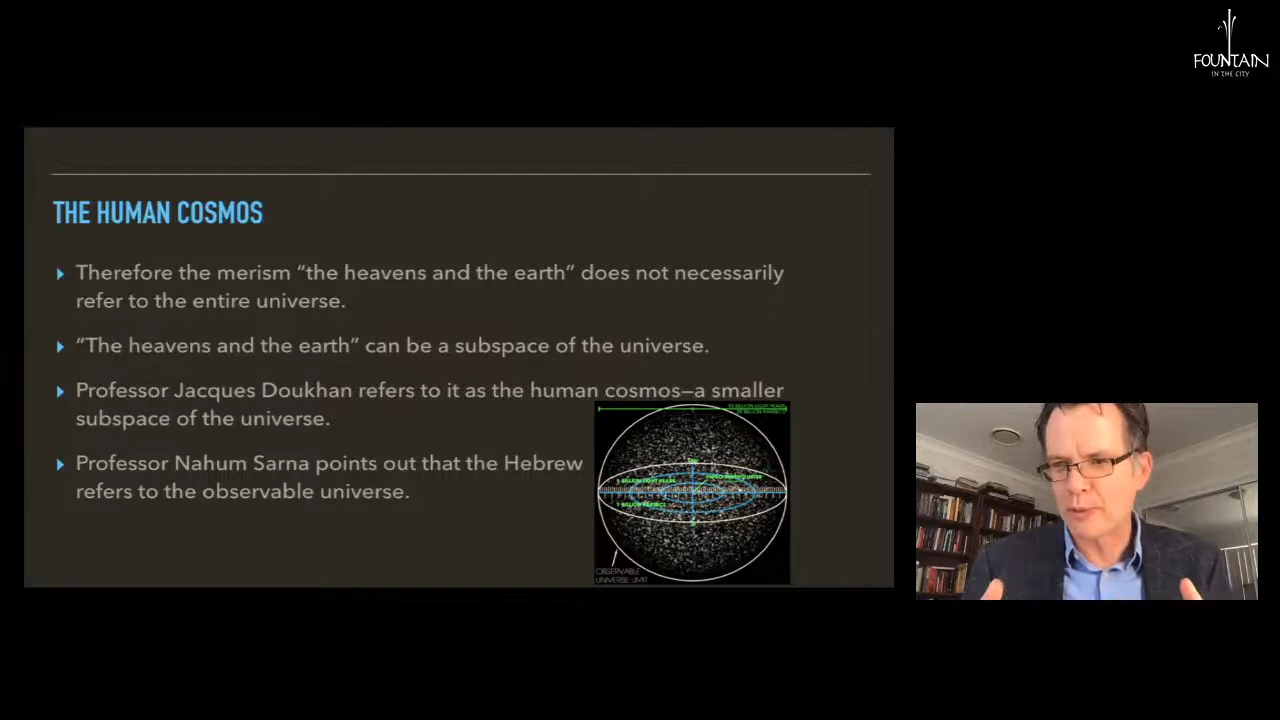 FOUNTAIN
IN THE CITY
THE HUMAN COSMOS
Therefore the merism “the heavens and the earth” does not necessarily
refer to the entire universe.
“The heavens and the earth” can be a subspace of the universe.
Professor Jacques Doukhan refers to it as the human cosmos—a smaller
subspace of the universe.
Professor Nahum Sarna points out that the Hebrew
refers to the observable universe.
OBSERVABLE
UNIVERSE LIMIT